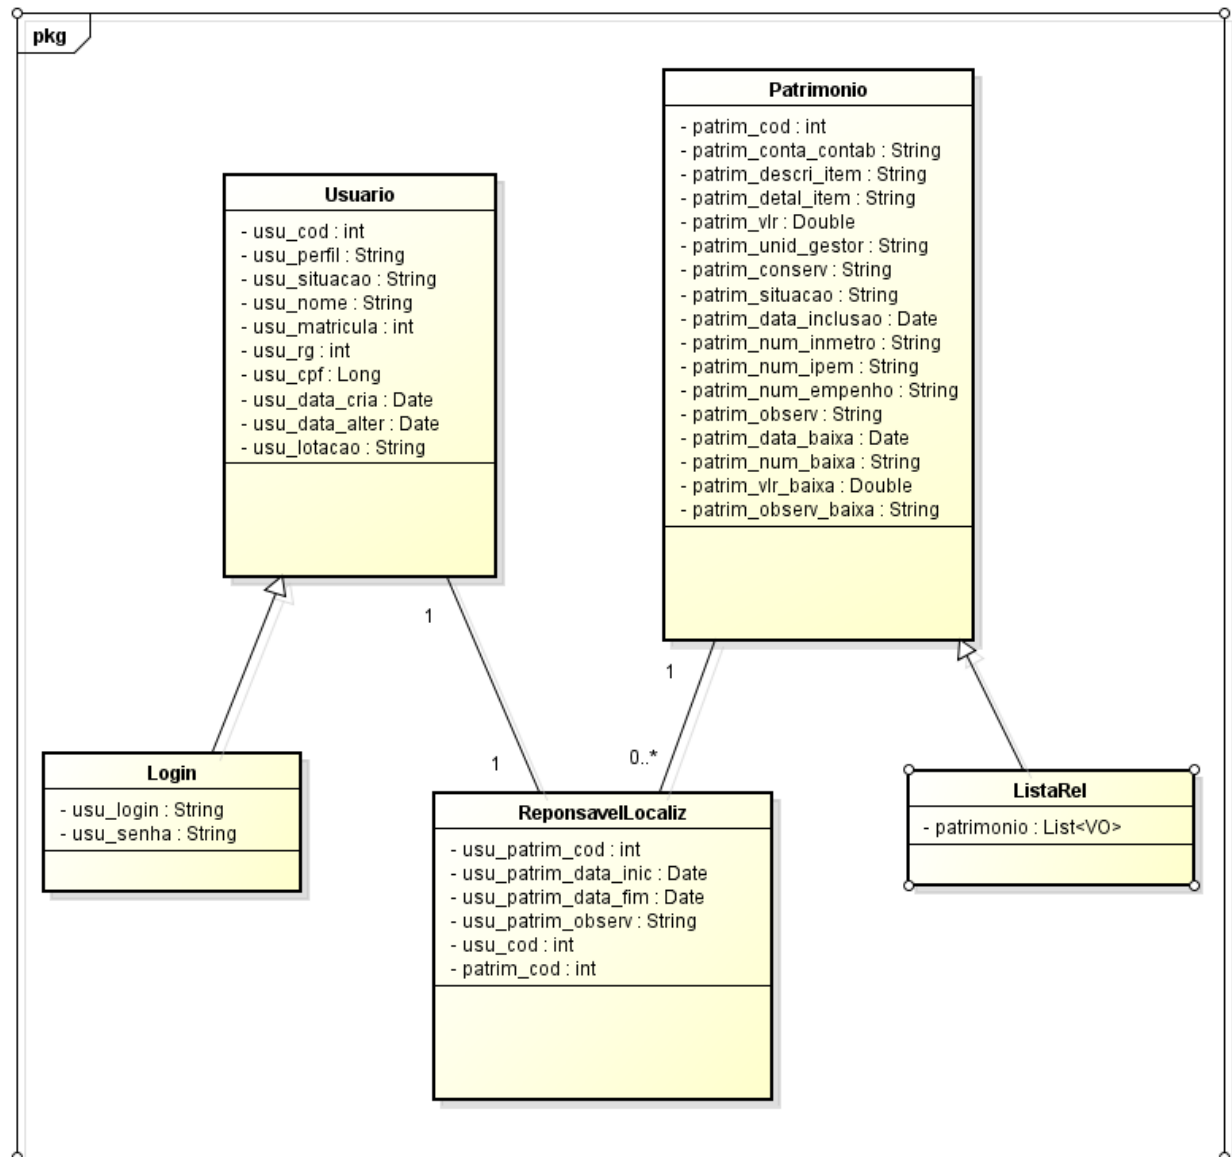 pkg
Patrimonio
- patrim_cod : int
- patrim_conta_contab : String
- patrim_descri_item : String
- patrim_detal_item : String
- patrim_vlr : Double
- patrim_unid_gestor : String
- patrim_conserv : String
- patrim_situacao : String
- patrim_data_inclusao : Date
- patrim_num_inmetro : String
- patrim_num_ipem : String
- patrim_num_empenho : String
- patrim_observ : String
- patrim_data_baixa : Date
- patrim_num_baixa : String
- patrim_vlr_baixa : Double
- patrim_observ_baixa : String
Usuario
- usu_cod : int
- usu_perfil : String
- usu_situacao : String
- usu_nome : String
- usu_matricula : int
- usu_rg : int
- usu_cpf : Long
- usu_data_cria : Date
- usu_data_alter : Date
- usu_lotacao : String
1
1
1
0..*
Login
- usu_login : String
- usu_senha : String
ReponsavelLocaliz
- usu_patrim_cod : int
- usu_patrim_data_inic : Date
- usu_patrim_data_fim : Date
- usu_patrim_observ : String
- usu_cod : int
- patrim_cod : int
ListaRel
- patrimonio : List<VO>